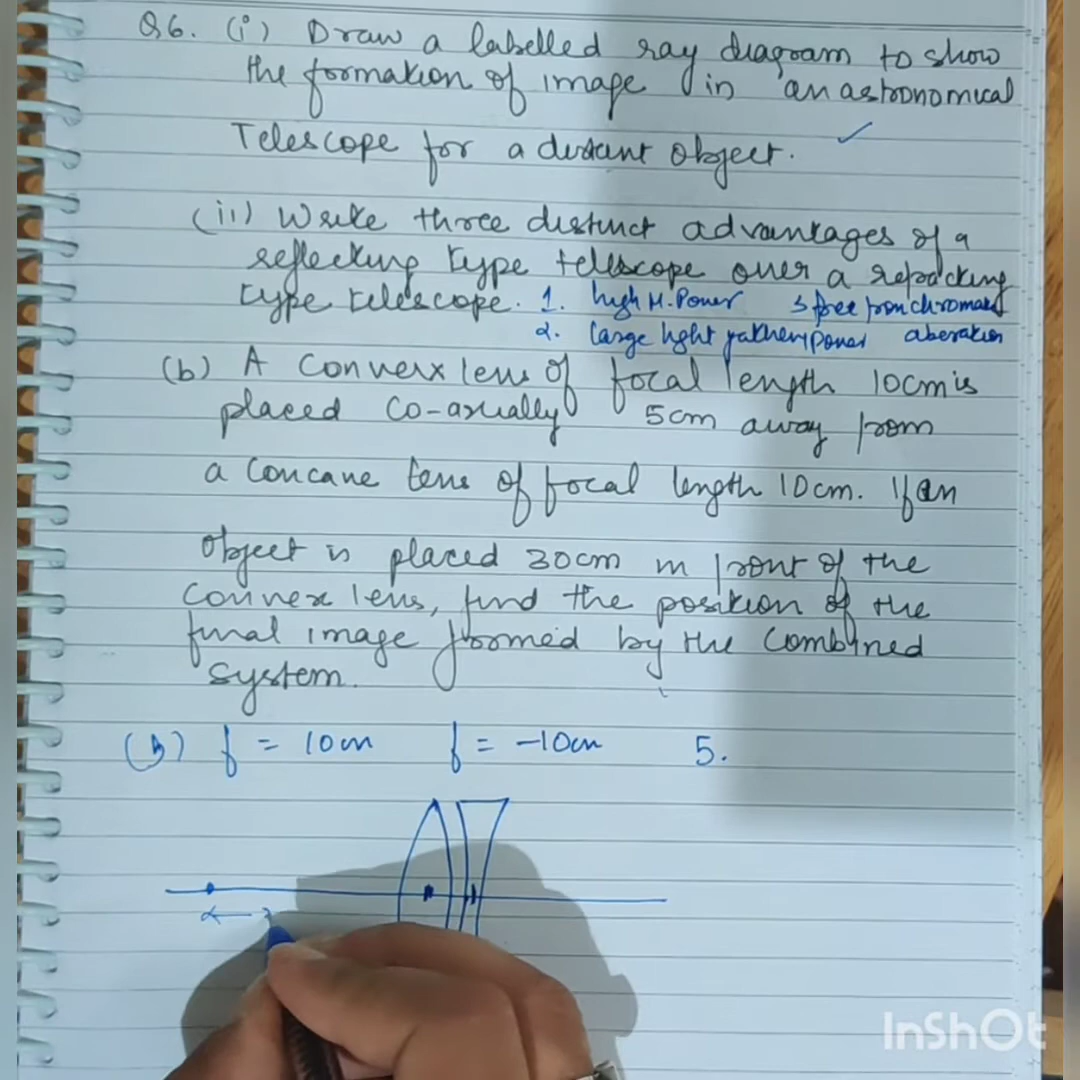 Q6. (i) Draw a labelled ray diagram to show
the formation of image in an astronomical
Telescope for a distant object.
(ii) Write three distinct advantages of a
reflecting type telescope over a refracting
type telescope. 1. high M. Power 3 free from chromatic
2. large light gathering power aberation
(b) A Convex lens of focal length 10cm is
placed co-axially 5cm away from
a concave lens of focal length 10cm. If an
object is placed 30cm in front of the
convex lens, find the position of the
final image formed by the combined
system.
(b) f = 10cm f = -10cm 5.
InShOt